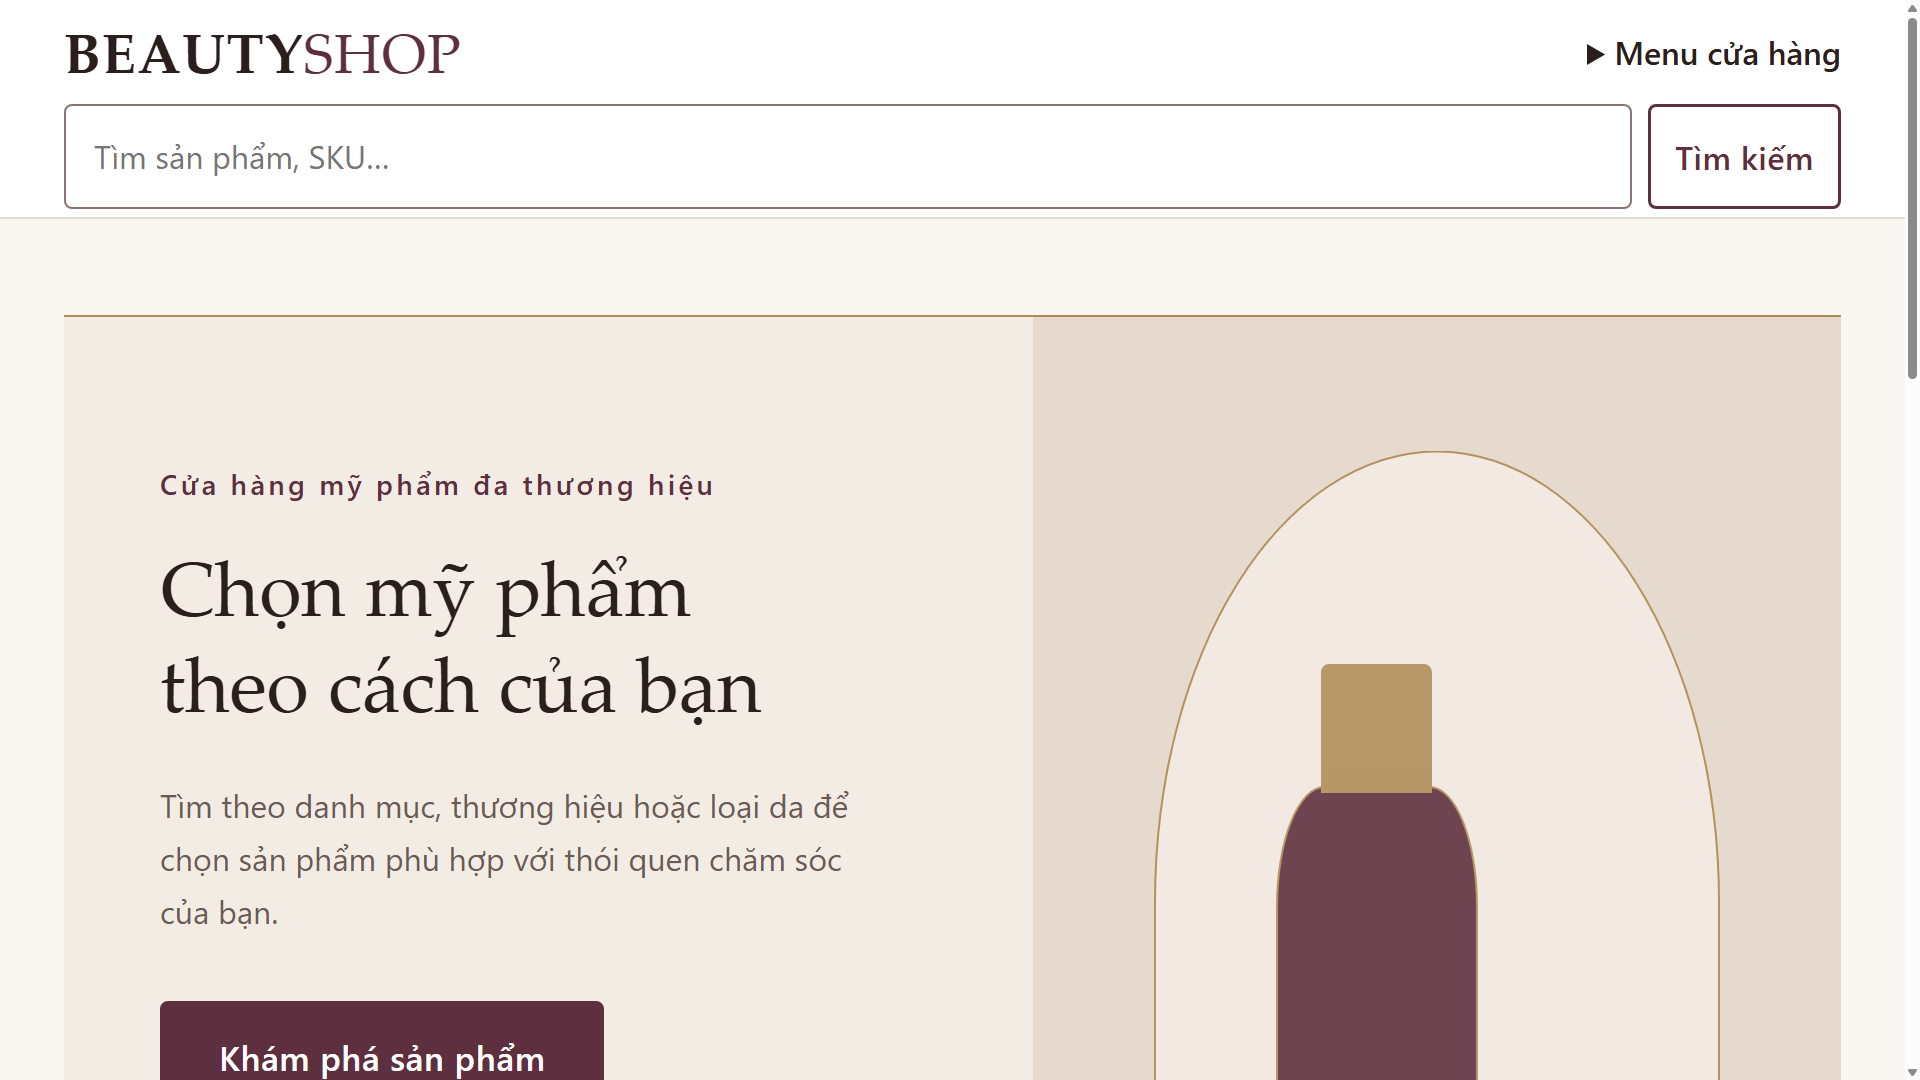 BEAUTYSHOP
Menu cửa hàng
Tìm sản phẩm, SKU...
Tìm kiếm
Cửa hàng mỹ phẩm đa thương hiệu
Chọn mỹ phẩm
theo cách của bạn
Tìm theo danh mục, thương hiệu hoặc loại da để
chọn sản phẩm phù hợp với thói quen chăm sóc
của bạn.
Khám phá sản phẩm